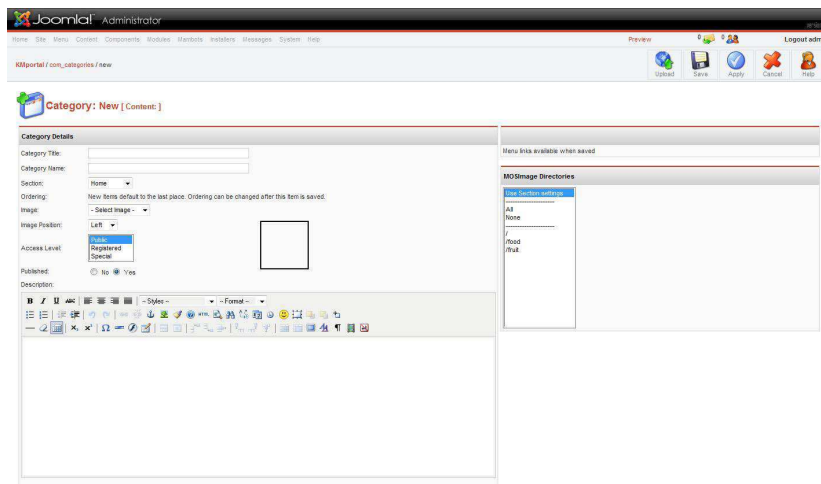 Joomla! Administrator
Home Site Menu Content Components Modules Mambots Installers Messages System Help Preview 0 0 Logout adm
KMportal / com_categories / new
Upload Save Apply Cancel Help
Category: New [ Content: ]
Category Details
Category Title:
Category Name:
Section: Home
Ordering: New Items default to the last place. Ordering can be changed after this Item is saved.
Image: - Select Image -
Image Position: Left
Access Level: Public
Registered
Special
Published: No Yes
Description:
B I U ABC -- Styles -- -- Format --
HTML
x, x² Ω ¶
Menu links available when saved
MOSImage Directories
Use Section settings
---------------------
All
None
---------------------
/
/food
/fruit